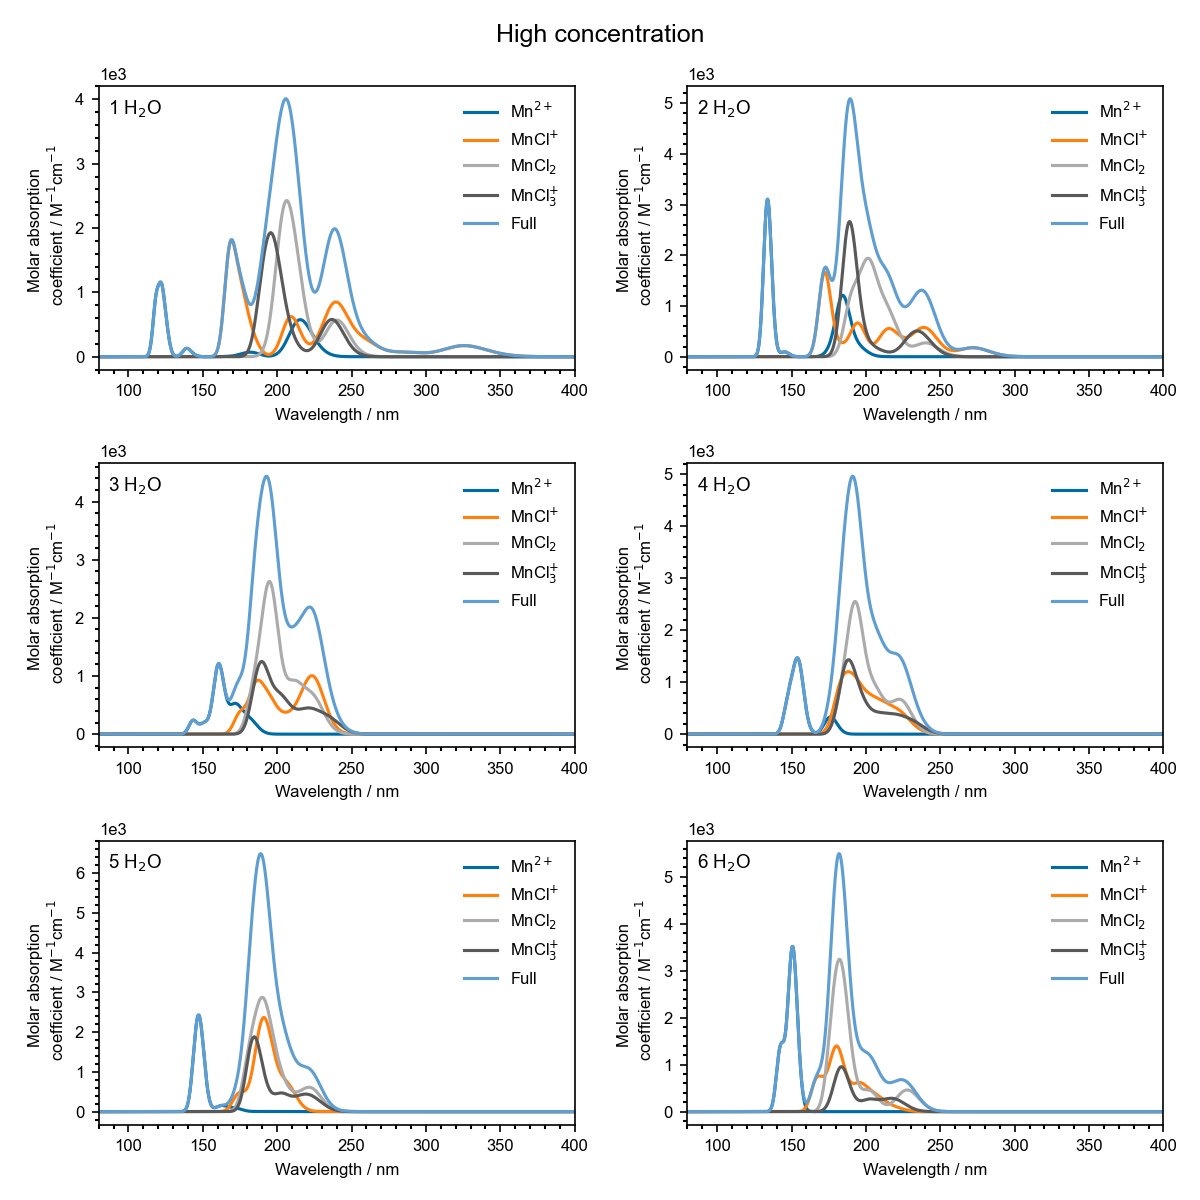 High concentration
1e3
1 H₂O
Mn²⁺
MnCl⁺
MnCl₂
MnCl₃⁺
Full
4
3
2
1
0
Molar absorption
coefficient / M⁻¹cm⁻¹
100 150 200 250 300 350 400
Wavelength / nm
1e3
2 H₂O
Mn²⁺
MnCl⁺
MnCl₂
MnCl₃⁺
Full
5
4
3
2
1
0
Molar absorption
coefficient / M⁻¹cm⁻¹
100 150 200 250 300 350 400
Wavelength / nm
1e3
3 H₂O
Mn²⁺
MnCl⁺
MnCl₂
MnCl₃⁺
Full
4
3
2
1
0
Molar absorption
coefficient / M⁻¹cm⁻¹
100 150 200 250 300 350 400
Wavelength / nm
1e3
4 H₂O
Mn²⁺
MnCl⁺
MnCl₂
MnCl₃⁺
Full
5
4
3
2
1
0
Molar absorption
coefficient / M⁻¹cm⁻¹
100 150 200 250 300 350 400
Wavelength / nm
1e3
5 H₂O
Mn²⁺
MnCl⁺
MnCl₂
MnCl₃⁺
Full
6
5
4
3
2
1
0
Molar absorption
coefficient / M⁻¹cm⁻¹
100 150 200 250 300 350 400
Wavelength / nm
1e3
6 H₂O
Mn²⁺
MnCl⁺
MnCl₂
MnCl₃⁺
Full
5
4
3
2
1
0
Molar absorption
coefficient / M⁻¹cm⁻¹
100 150 200 250 300 350 400
Wavelength / nm